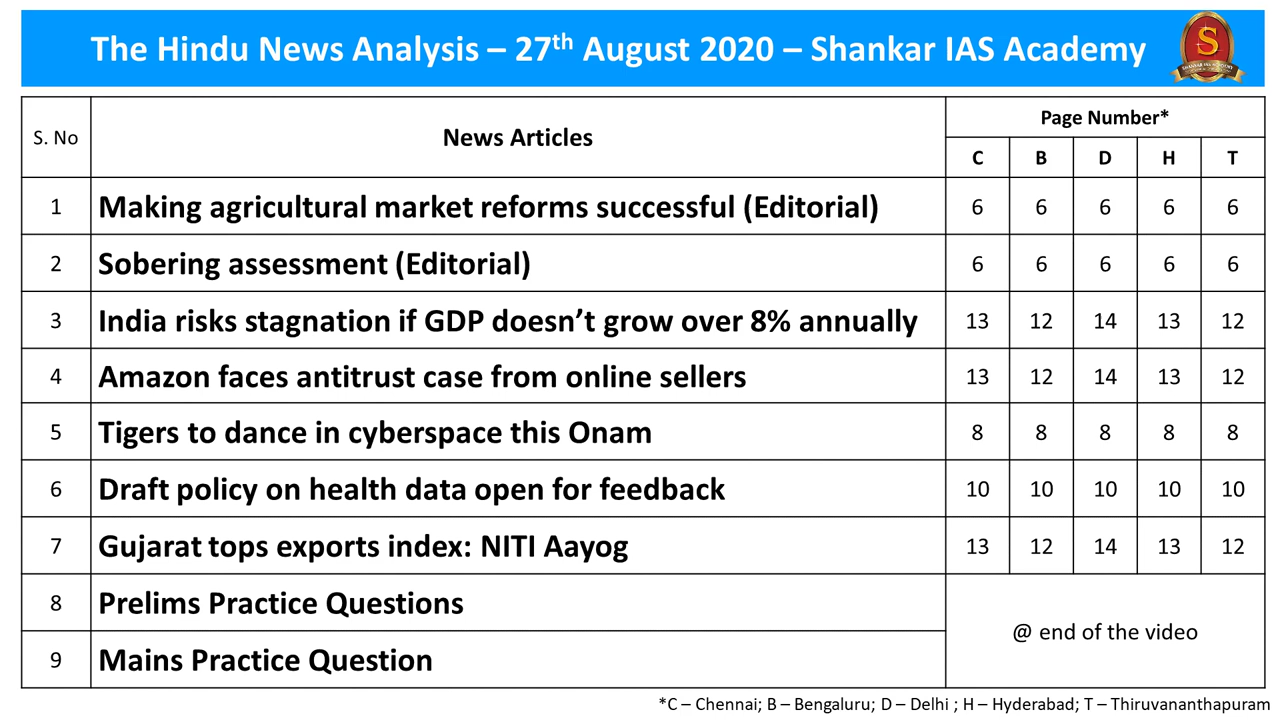 The Hindu News Analysis – 27th August 2020 – Shankar IAS Academy
S. No News Articles Page Number*
C B D H T
1 Making agricultural market reforms successful (Editorial) 6 6 6 6 6
2 Sobering assessment (Editorial) 6 6 6 6 6
3 India risks stagnation if GDP doesn’t grow over 8% annually 13 12 14 13 12
4 Amazon faces antitrust case from online sellers 13 12 14 13 12
5 Tigers to dance in cyberspace this Onam 8 8 8 8 8
6 Draft policy on health data open for feedback 10 10 10 10 10
7 Gujarat tops exports index: NITI Aayog 13 12 14 13 12
8 Prelims Practice Questions
@ end of the video
9 Mains Practice Question
*C – Chennai; B – Bengaluru; D – Delhi ; H – Hyderabad; T – Thiruvananthapuram